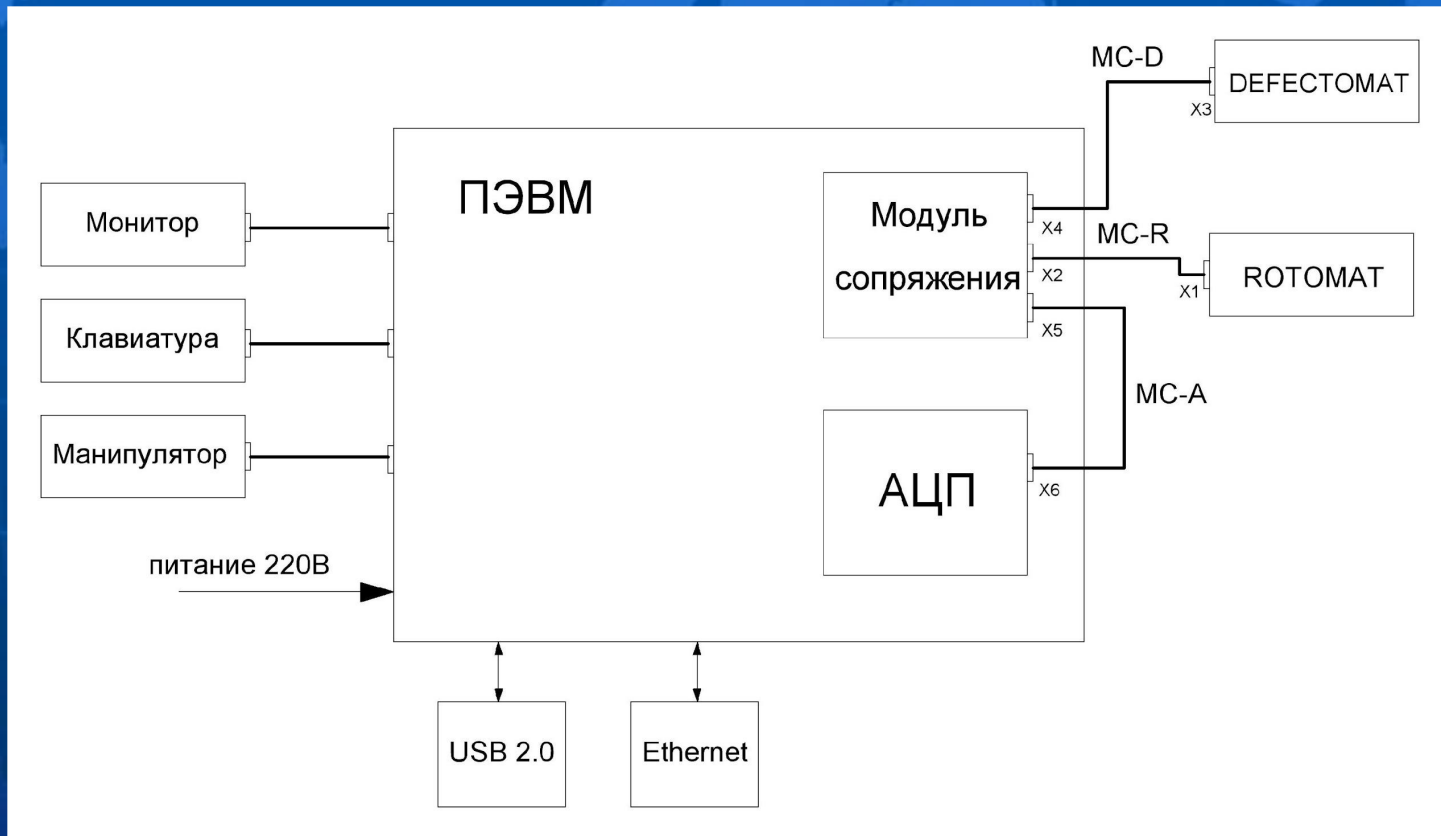 MC-D
DEFECTOMAT
X3
ПЭВМ
Монитор
Модуль
сопряжения
X4
MC-R
X2
X1
ROTOMAT
X5
Клавиатура
MC-A
Манипулятор
АЦП
X6
питание 220В
USB 2.0
Ethernet